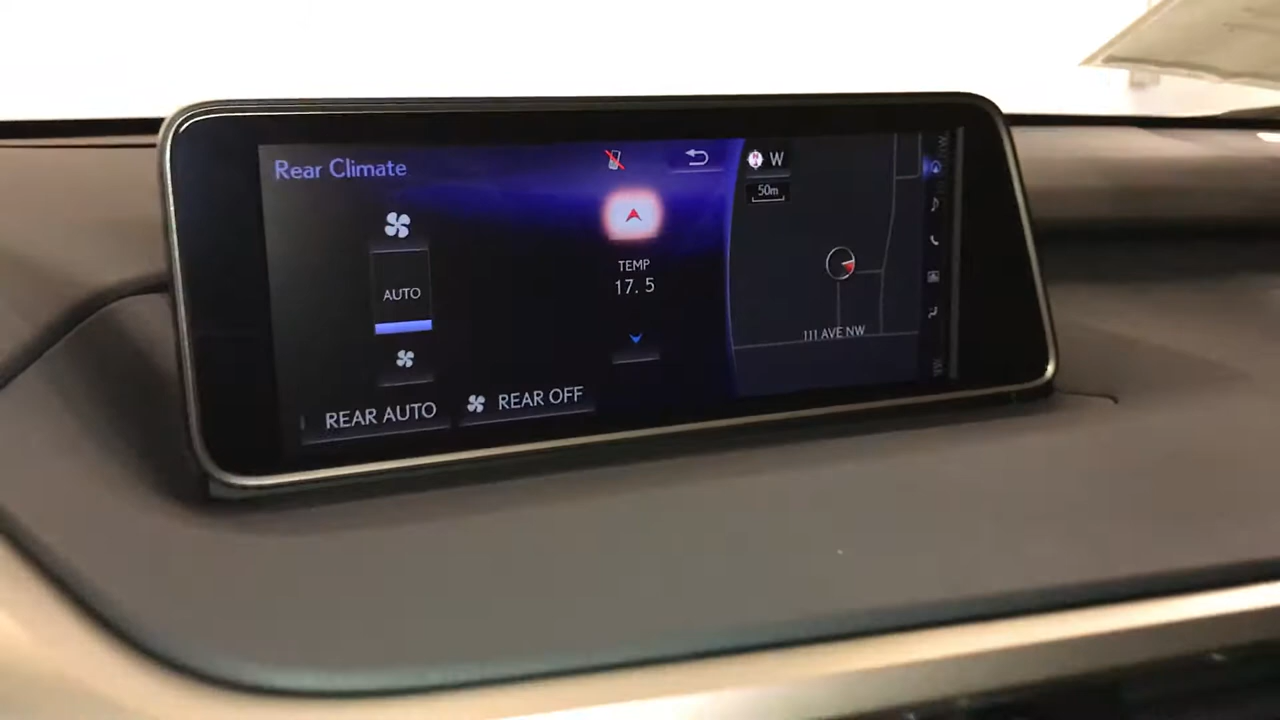 Rear Climate
W
50m
TEMP
17.5
AUTO
111 AVE NW
REAR AUTO
REAR OFF